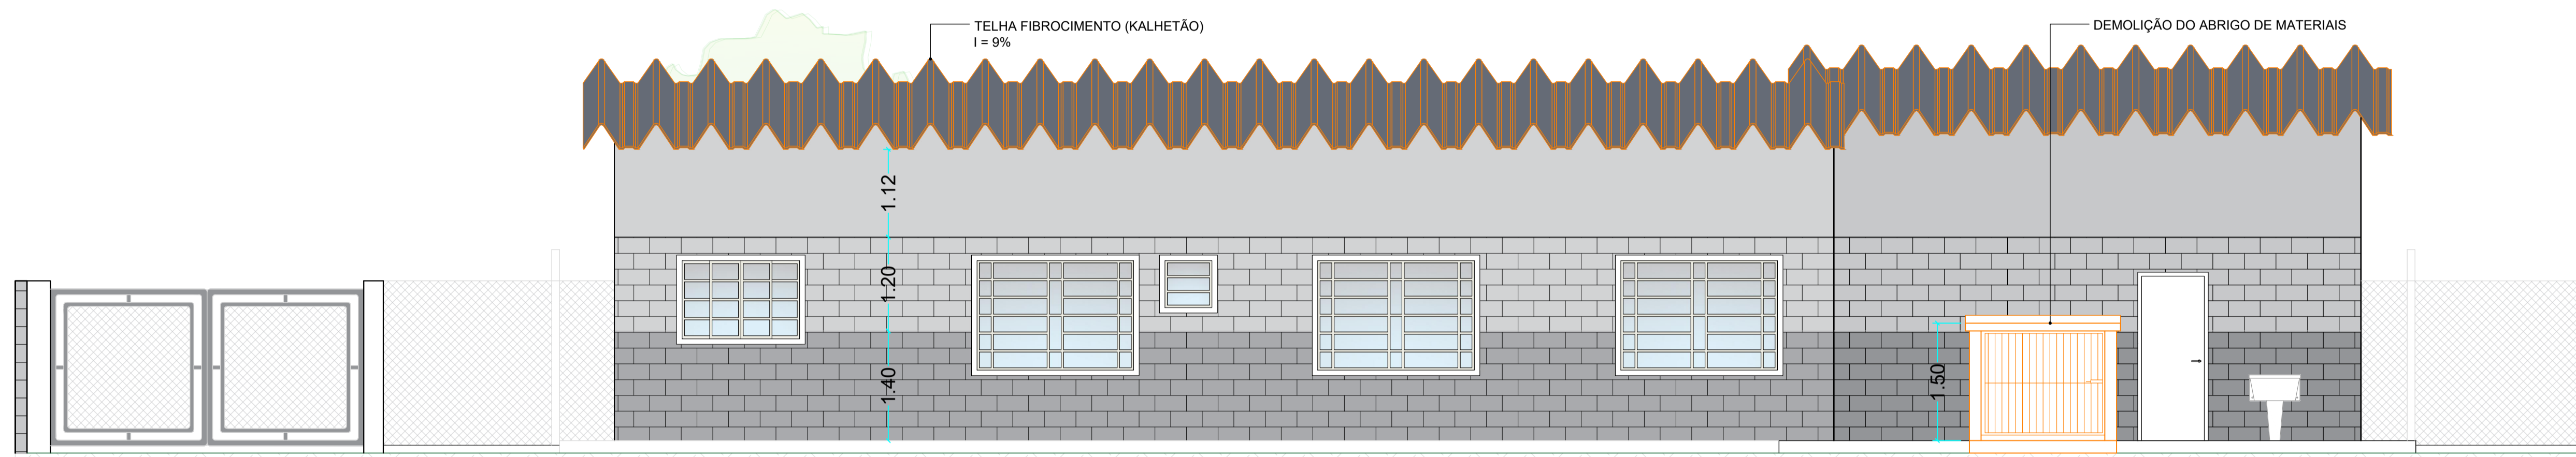 TELHA FIBROCIMENTO (KALHETÃO)
I = 9%
DEMOLIÇÃO DO ABRIGO DE MATERIAIS
1.12
1.20
1.40
1.50